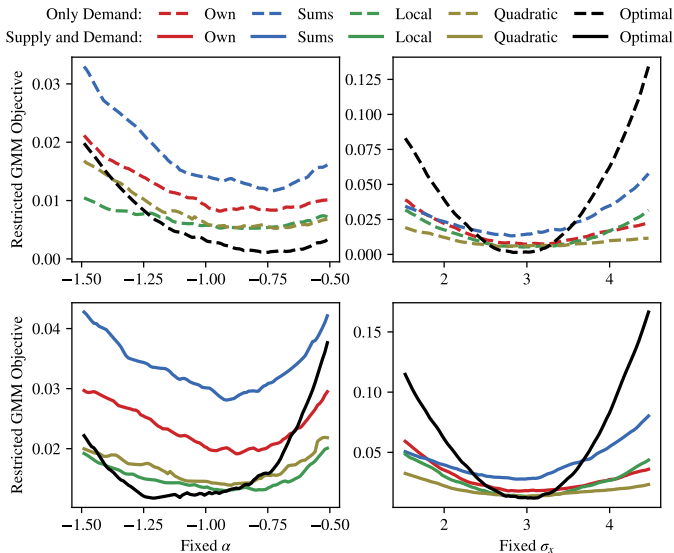 Only Demand: Own Sums Local Quadratic Optimal
Supply and Demand: Own Sums Local Quadratic Optimal
Restricted GMM Objective
0.03
0.02
0.01
0.00
−1.50 −1.25 −1.00 −0.75 −0.50
0.125
0.100
0.075
0.050
0.025
0.000
2 3 4
Restricted GMM Objective
0.04
0.03
0.02
−1.50 −1.25 −1.00 −0.75 −0.50
Fixed α
0.15
0.10
0.05
2 3 4
Fixed σₓ